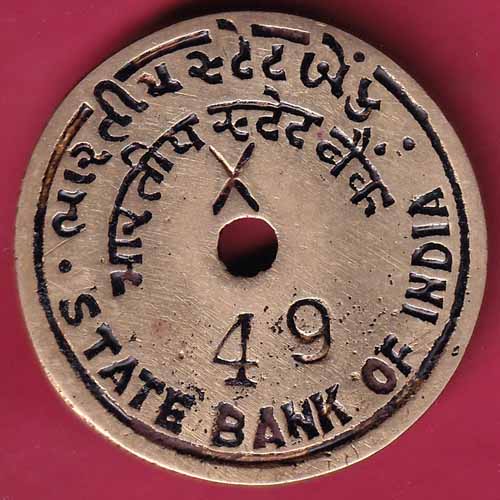 ભારતીય સ્ટેટ બેંક
भारतीय स्टेट बैंक
X
49
STATE BANK OF INDIA